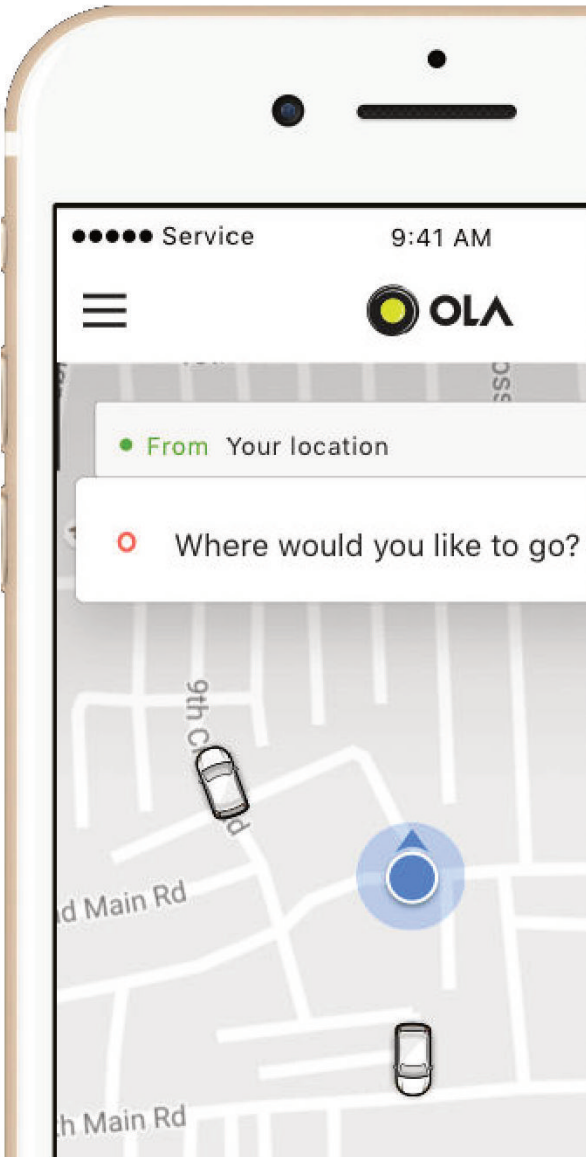 Service 9:41 AM
OLA
From Your location
Where would you like to go?
9th
Main Rd
Main Rd